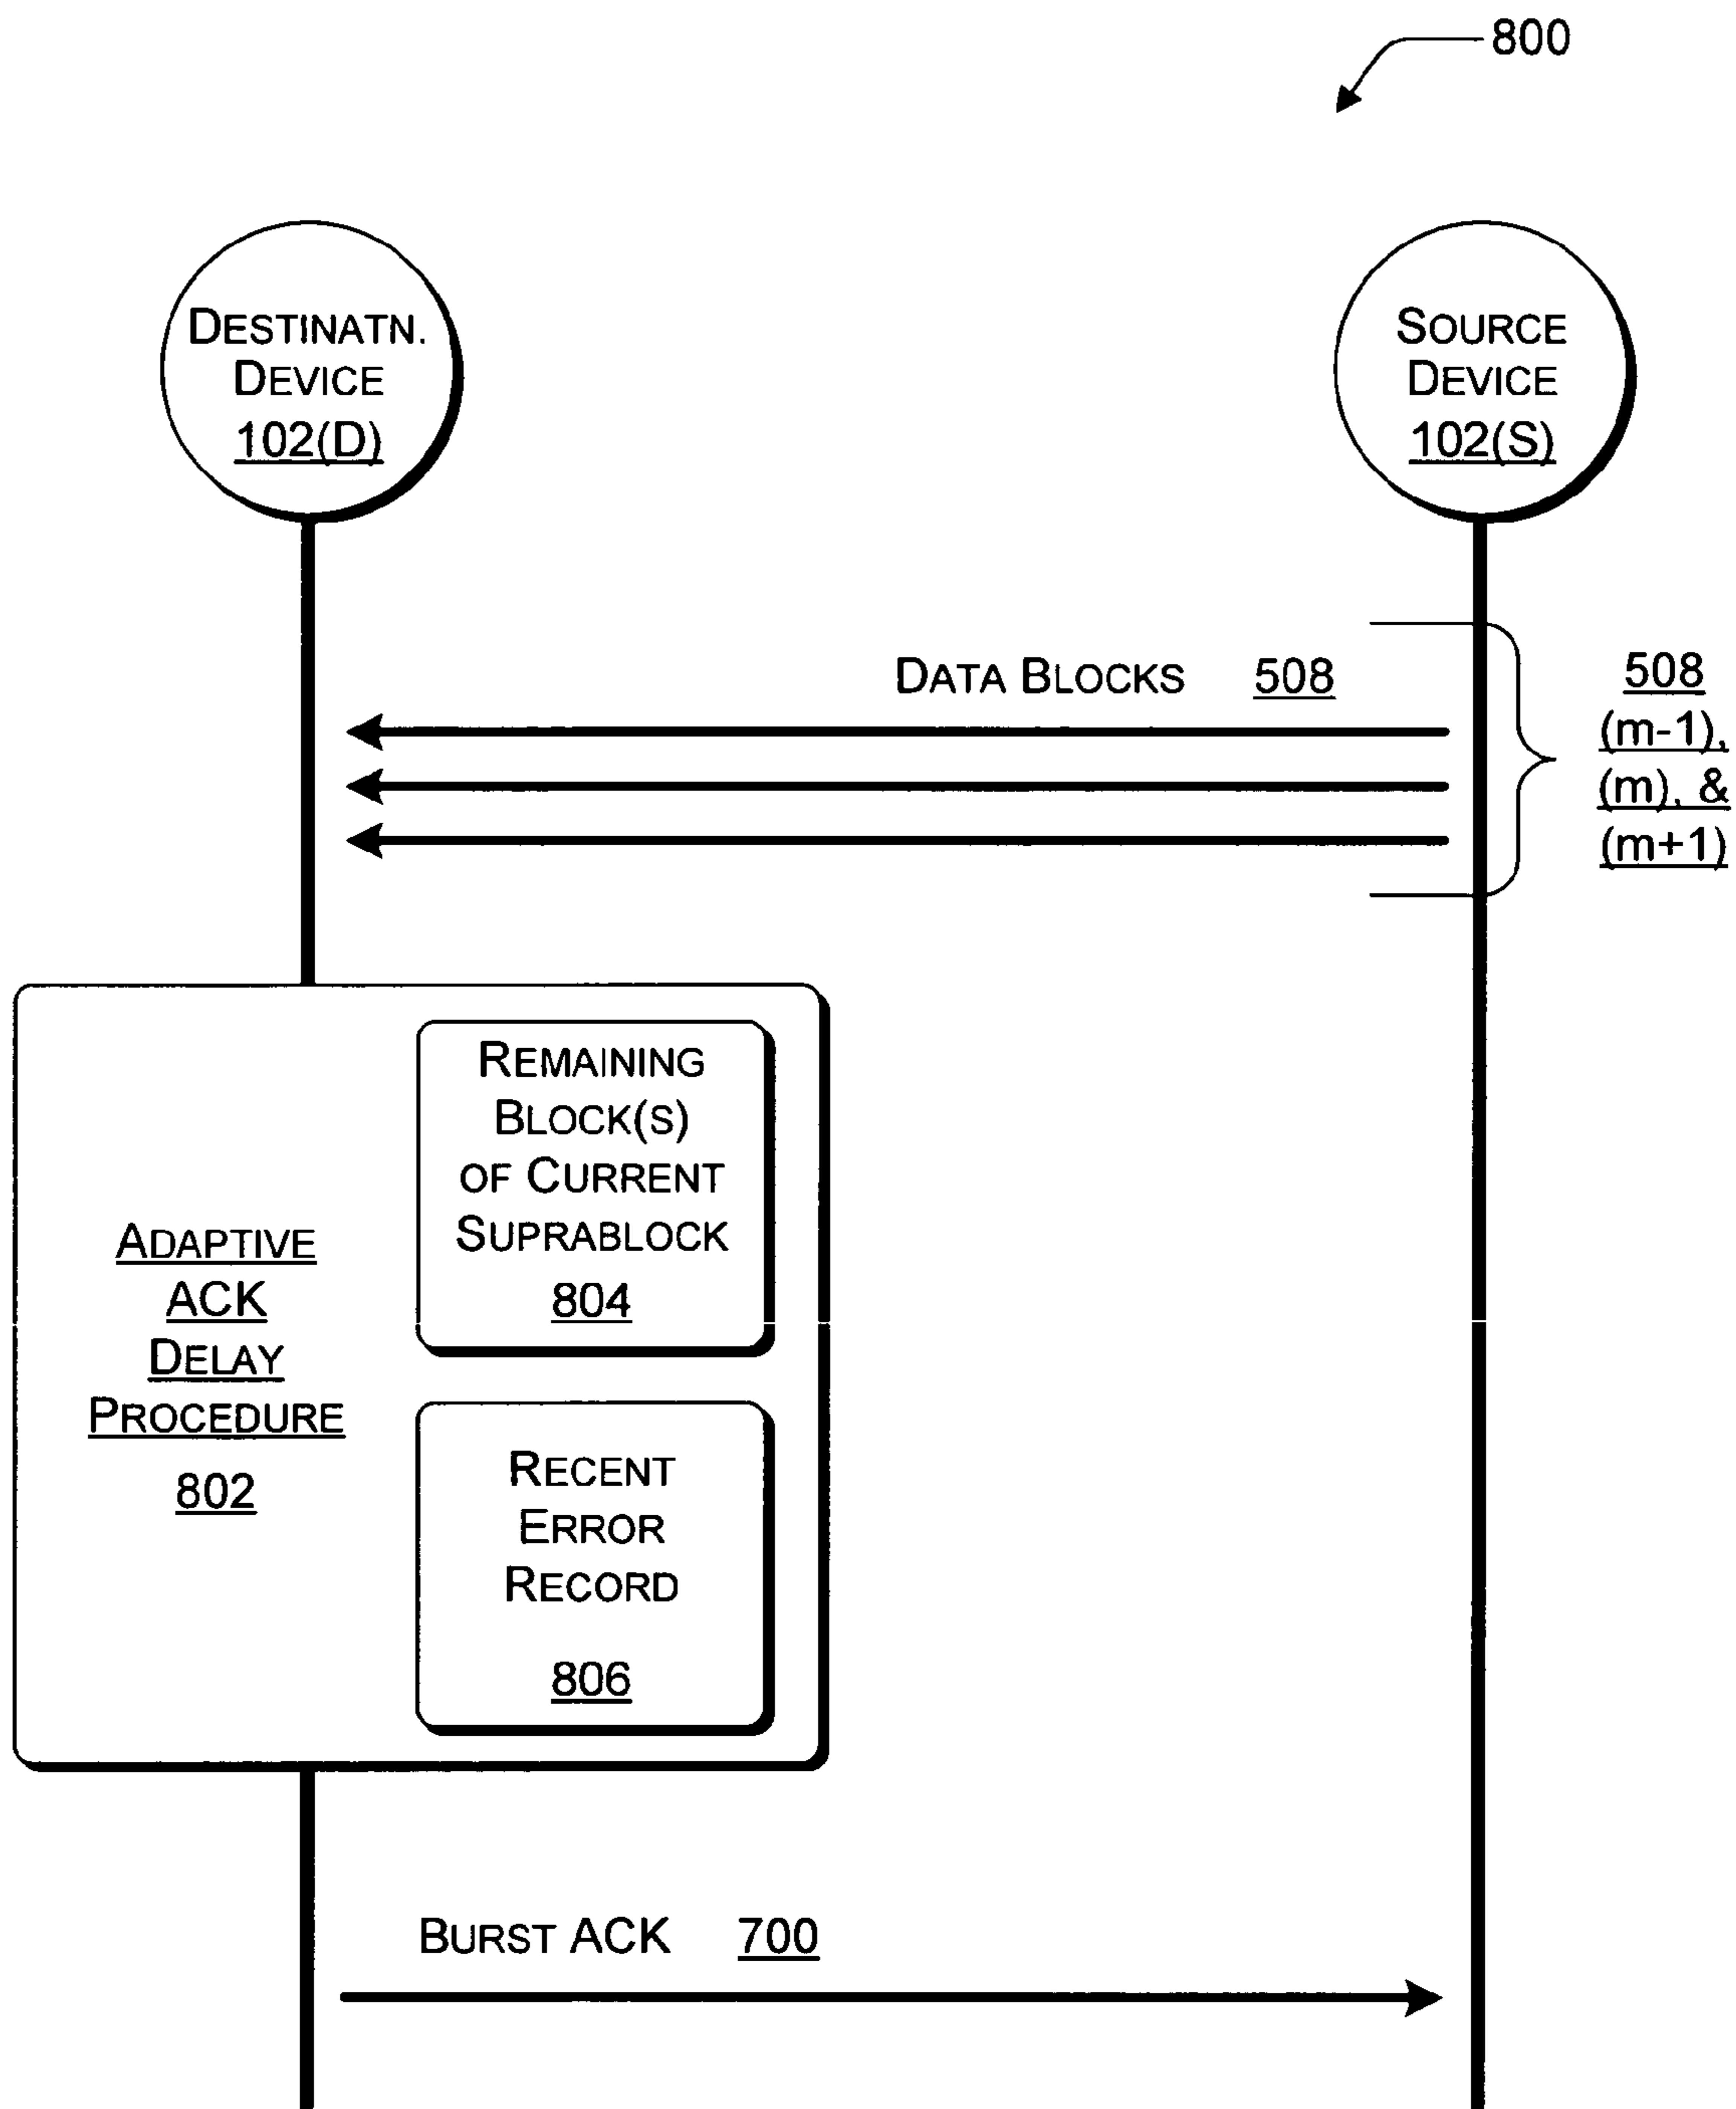 800
DESTINATN.
DEVICE
102(D)
SOURCE
DEVICE
102(S)
DATA BLOCKS 508
508
(m-1),
(m), &
(m+1)
ADAPTIVE
ACK
DELAY
PROCEDURE
802
REMAINING
BLOCK(S)
OF CURRENT
SUPRABLOCK
804
RECENT
ERROR
RECORD
806
BURST ACK 700